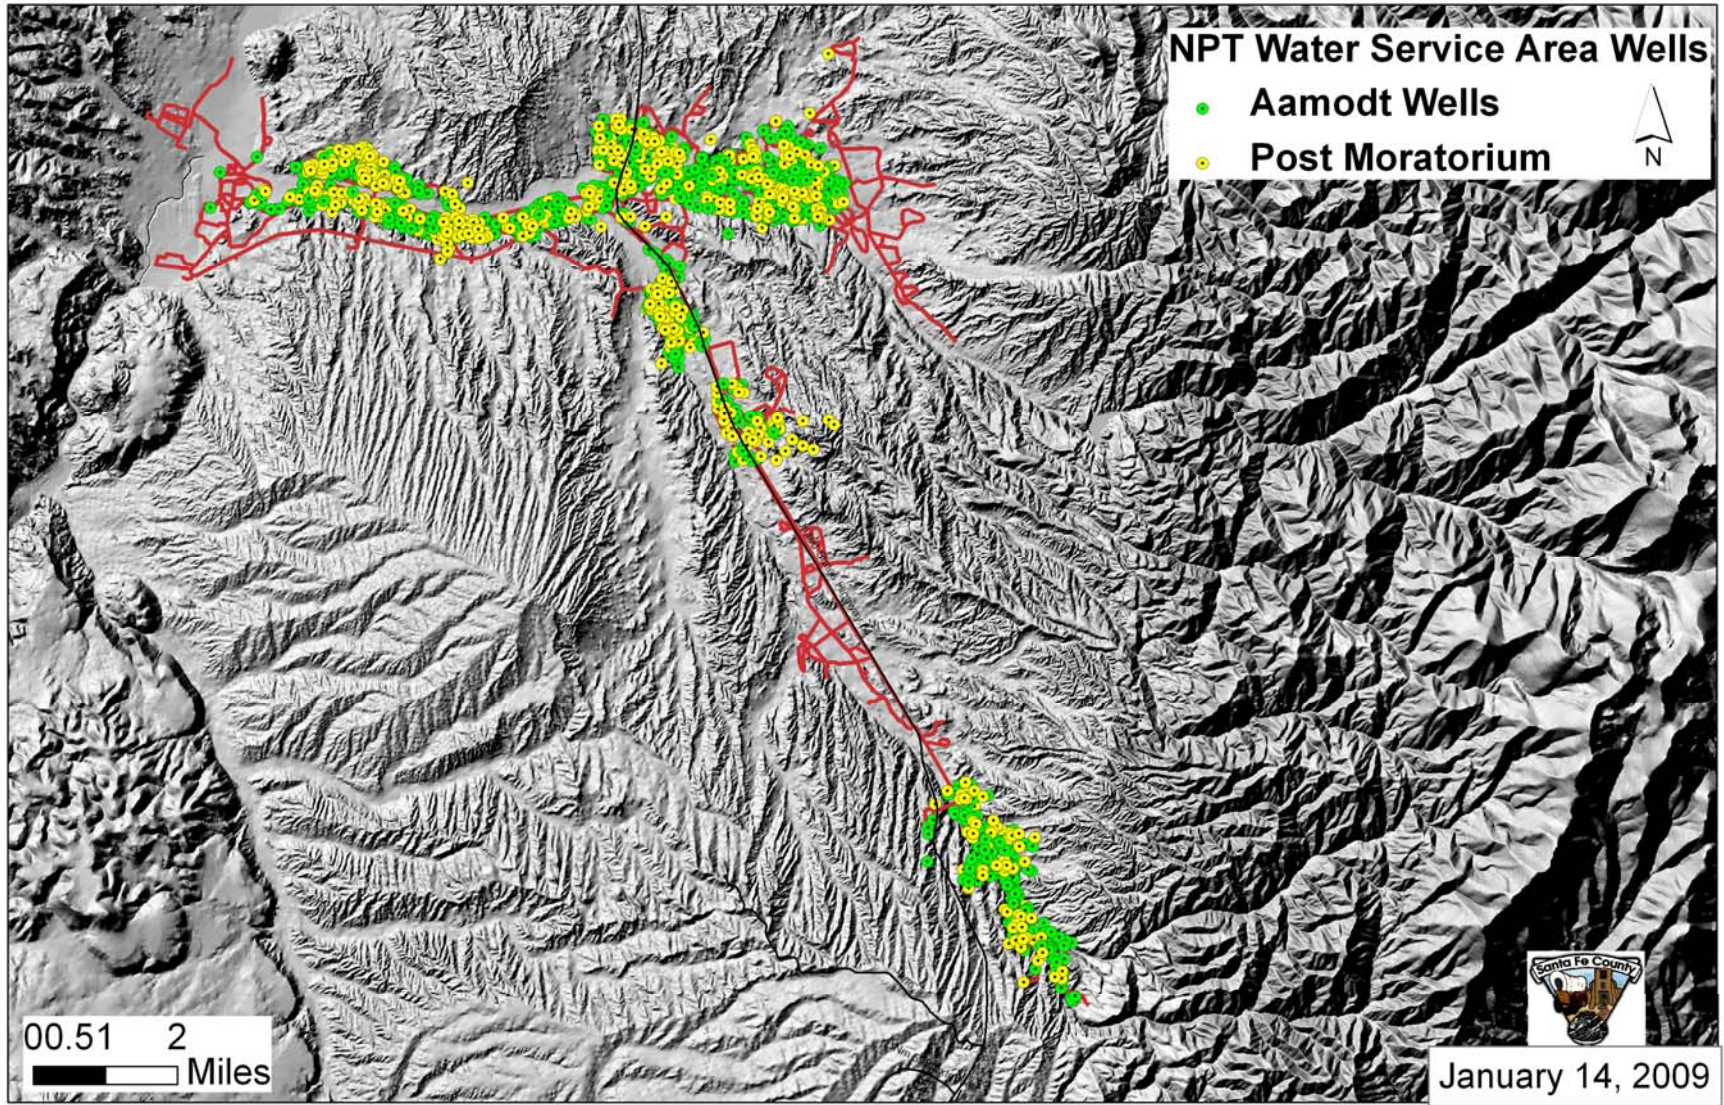 NPT Water Service Area Wells
Aamodt Wells
Post Moratorium
N
Santa Fe County
00.51 2
Miles
January 14, 2009